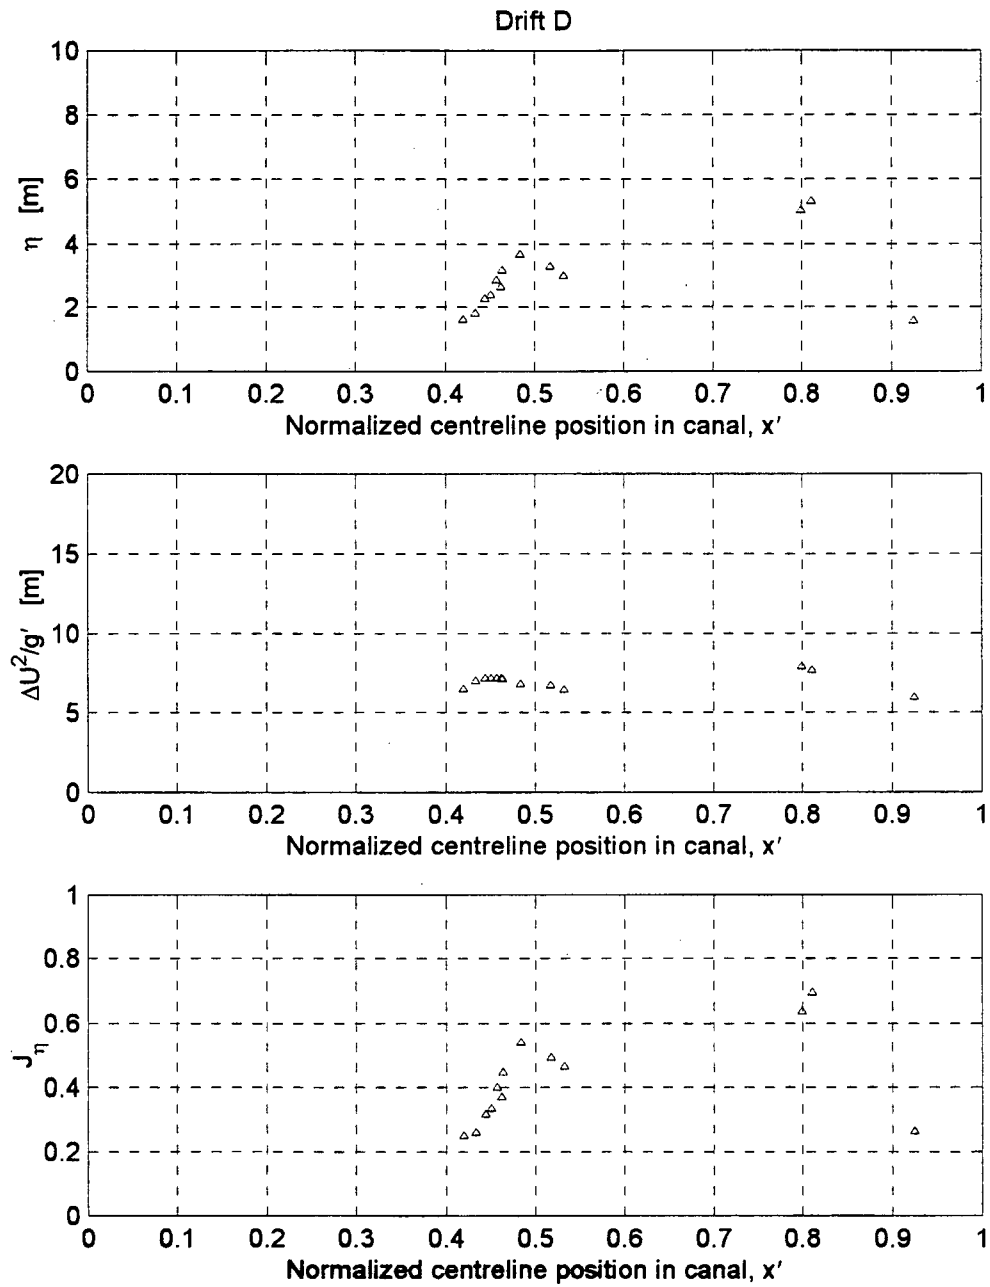 Drift D
10
8
6
4
2
0
η [m]
0 0.1 0.2 0.3 0.4 0.5 0.6 0.7 0.8 0.9 1
Normalized centreline position in canal, x′
20
15
10
5
0
ΔU²/g′ [m]
0 0.1 0.2 0.3 0.4 0.5 0.6 0.7 0.8 0.9 1
Normalized centreline position in canal, x′
1
0.8
0.6
0.4
0.2
0
J_η
0 0.1 0.2 0.3 0.4 0.5 0.6 0.7 0.8 0.9 1
Normalized centreline position in canal, x′